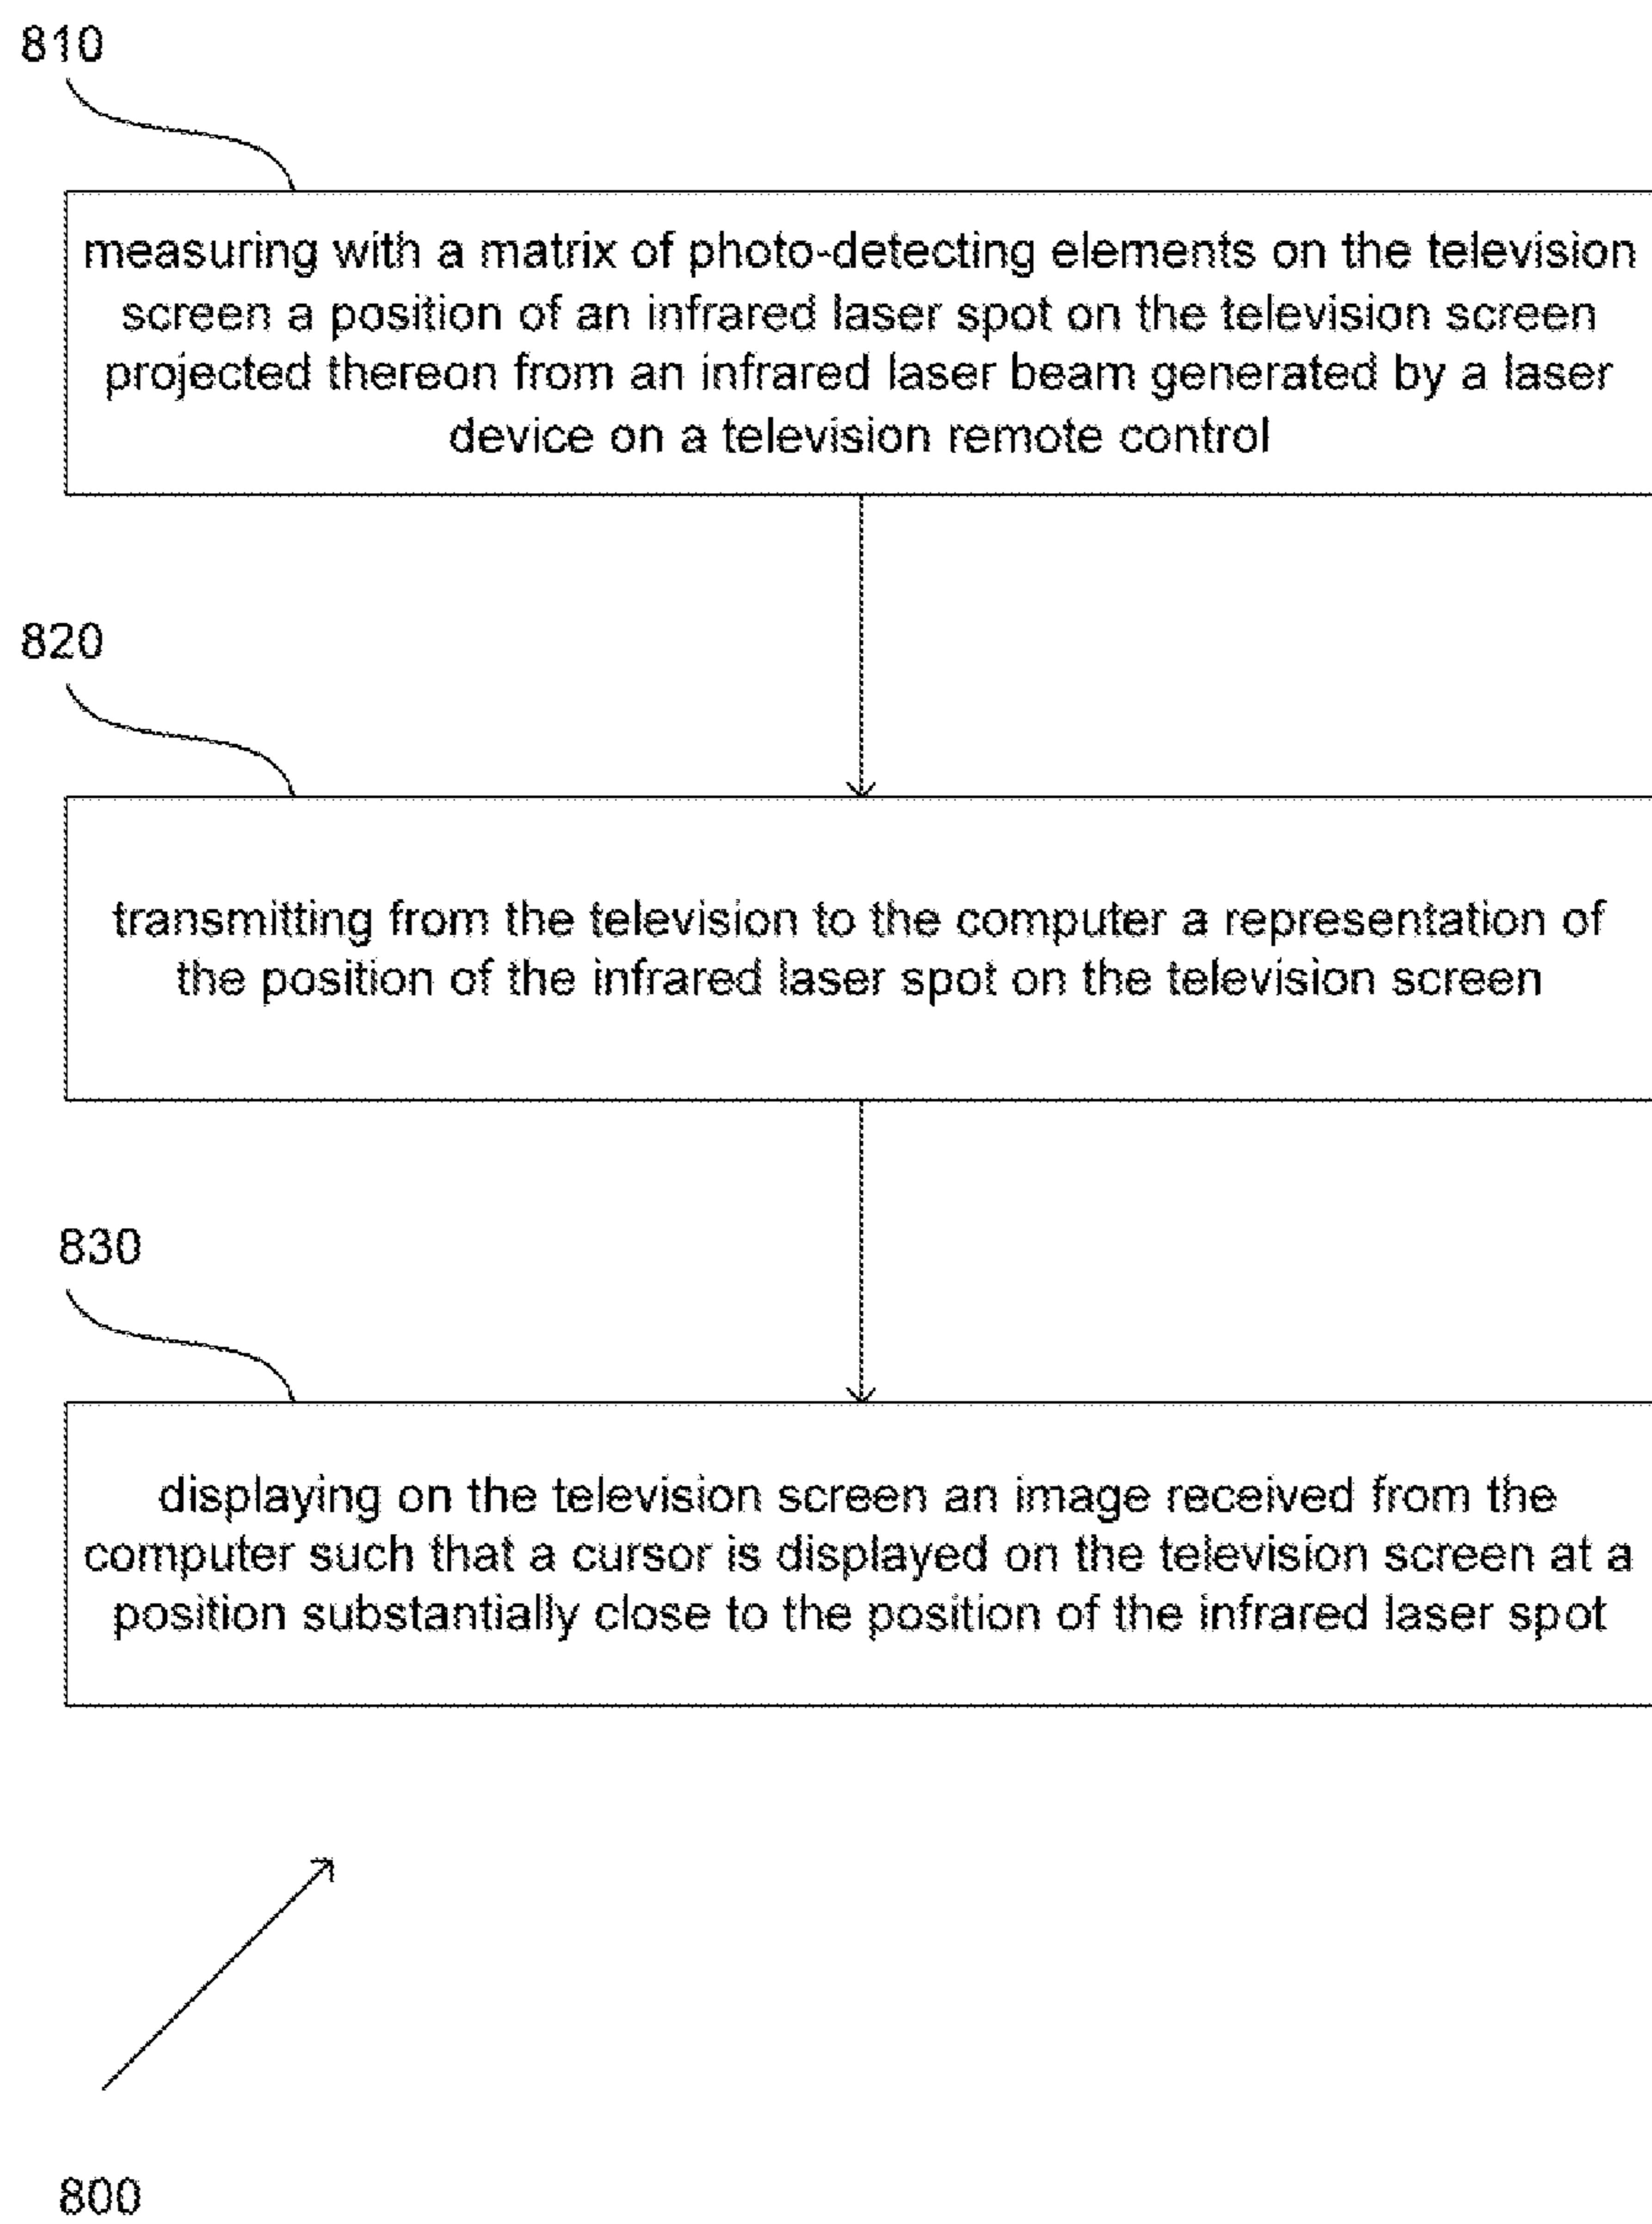 810
measuring with a matrix of photo-detecting elements on the television
screen a position of an infrared laser spot on the television screen
projected thereon from an infrared laser beam generated by a laser
device on a television remote control
820
transmitting from the television to the computer a representation of
the position of the infrared laser spot on the television screen
830
displaying on the television screen an image received from the
computer such that a cursor is displayed on the television screen at a
position substantially close to the position of the infrared laser spot
800